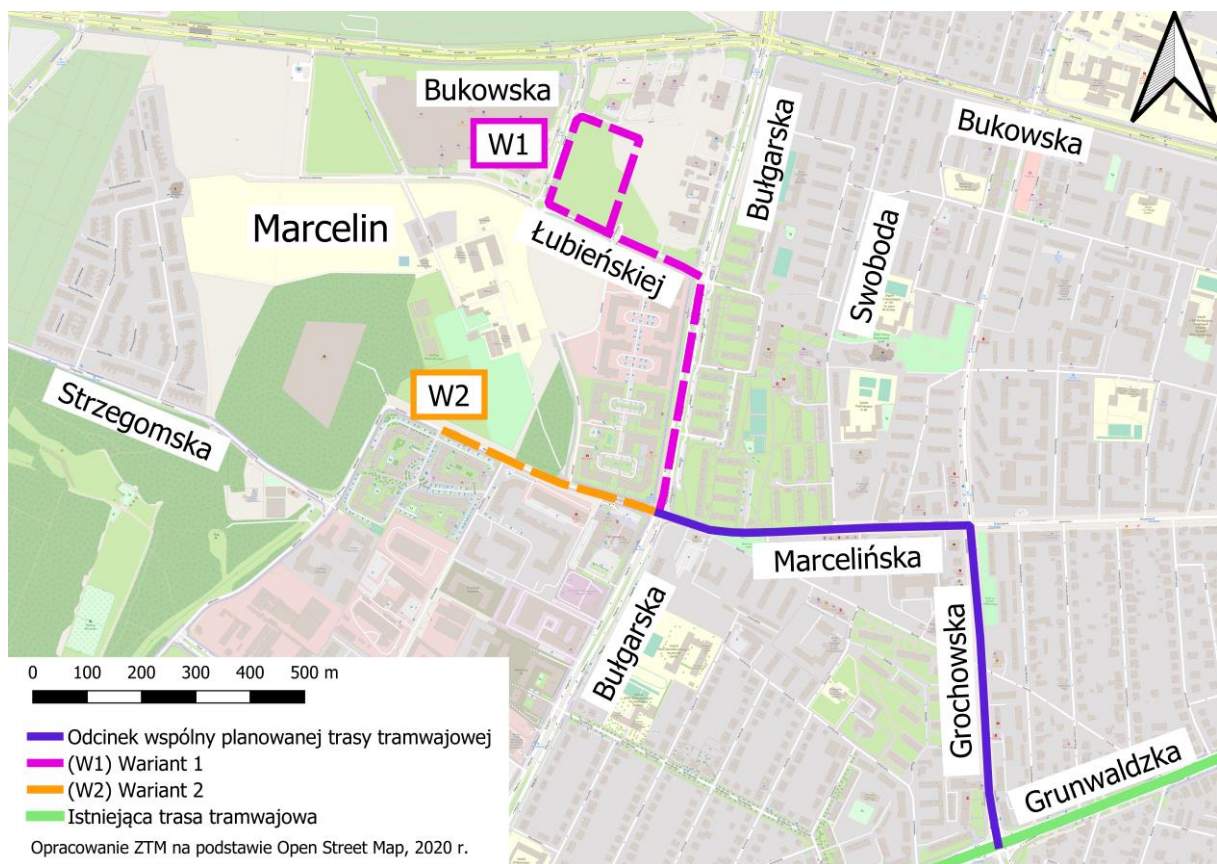 Bukowska
W1
Bułgarska
Bukowska
Marcelin
Łubieńskiej
Swoboda
W2
Strzegomska
Marcelińska
Bułgarska
Grochowska
Grunwaldzka
0 100 200 300 400 500 m
Odcinek wspólny planowanej trasy tramwajowej
(W1) Wariant 1
(W2) Wariant 2
Istniejąca trasa tramwajowa
Opracowanie ZTM na podstawie Open Street Map, 2020 r.